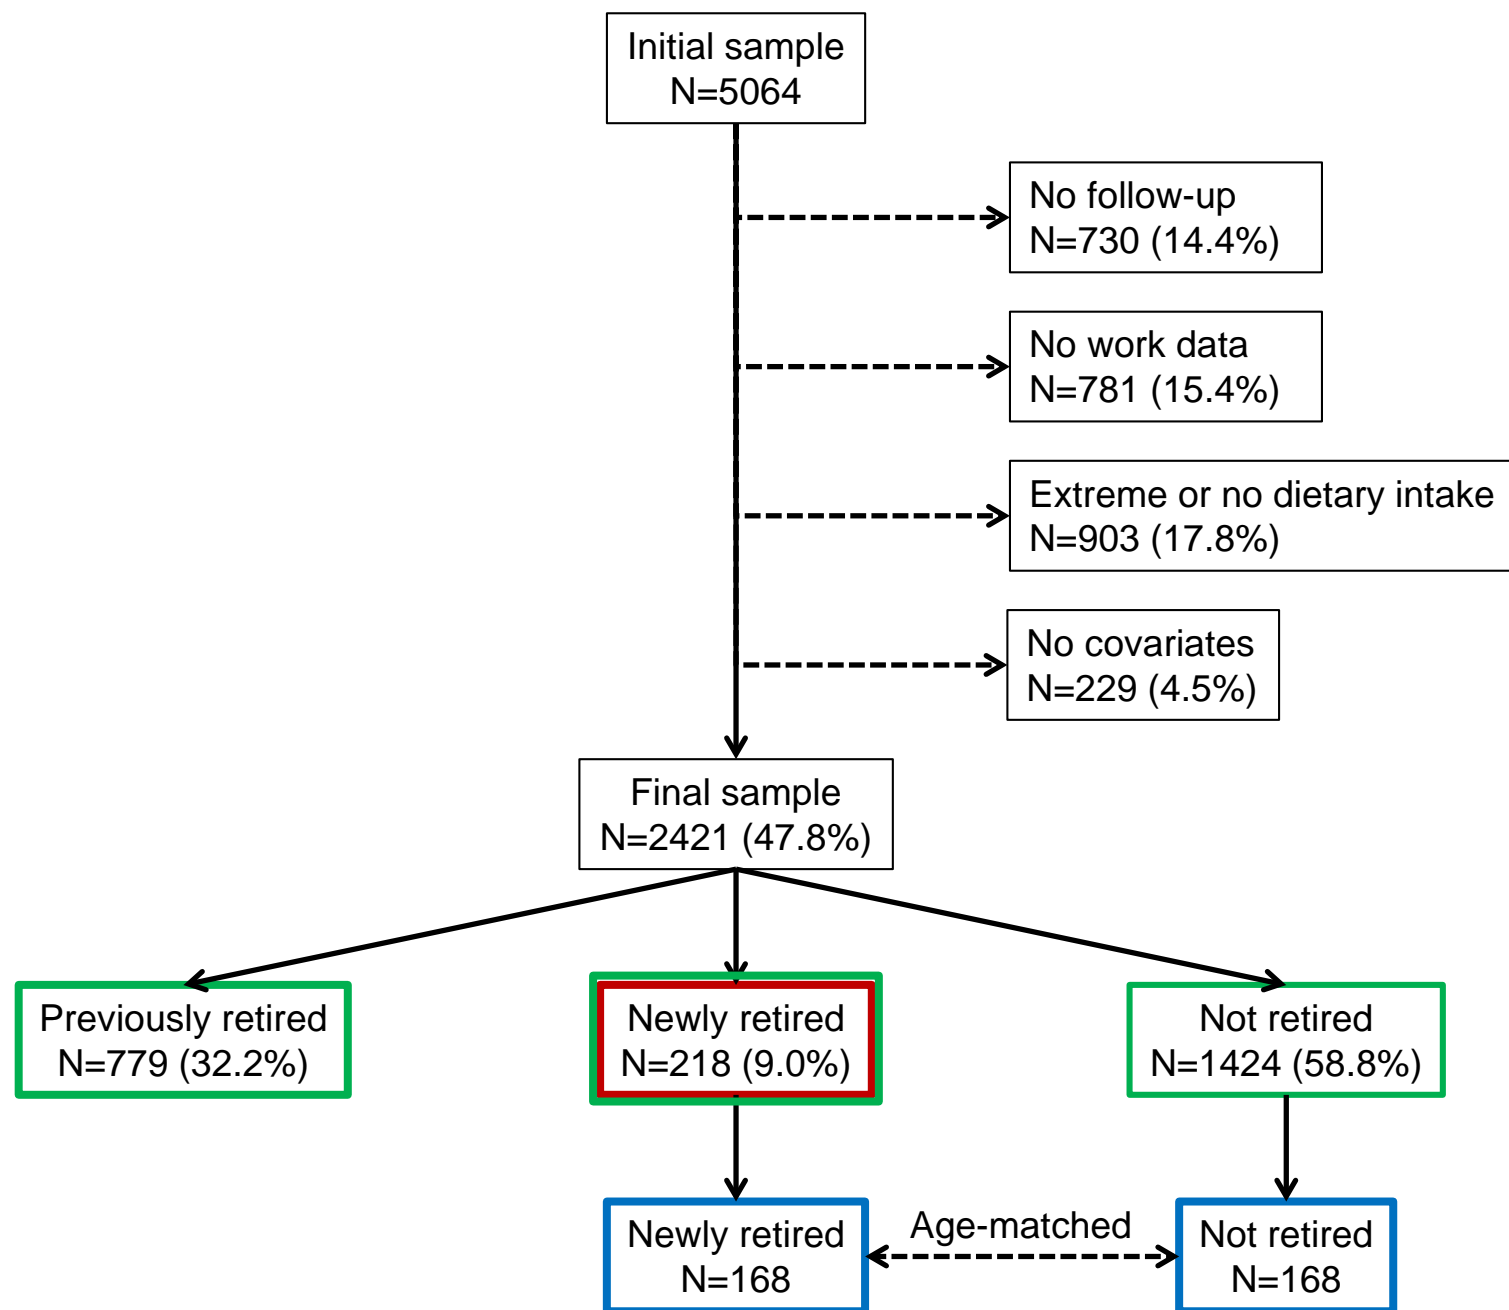 Initial sample
N=5064
No follow-up
N=730 (14.4%)
No work data
N=781 (15.4%)
Extreme or no dietary intake
N=903 (17.8%)
No covariates
N=229 (4.5%)
Final sample
N=2421 (47.8%)
Previously retired
N=779 (32.2%)
Newly retired
N=218 (9.0%)
Not retired
N=1424 (58.8%)
Newly retired
N=168
Age-matched
Not retired
N=168